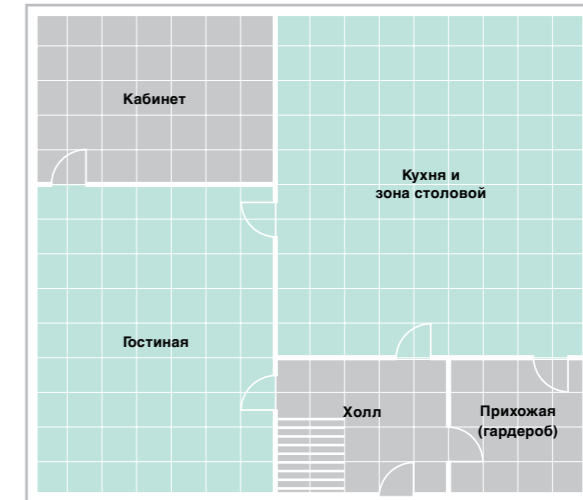 Кабинет
Кухня и
зона столовой
Гостиная
Холл
Прихожая
(гардероб)